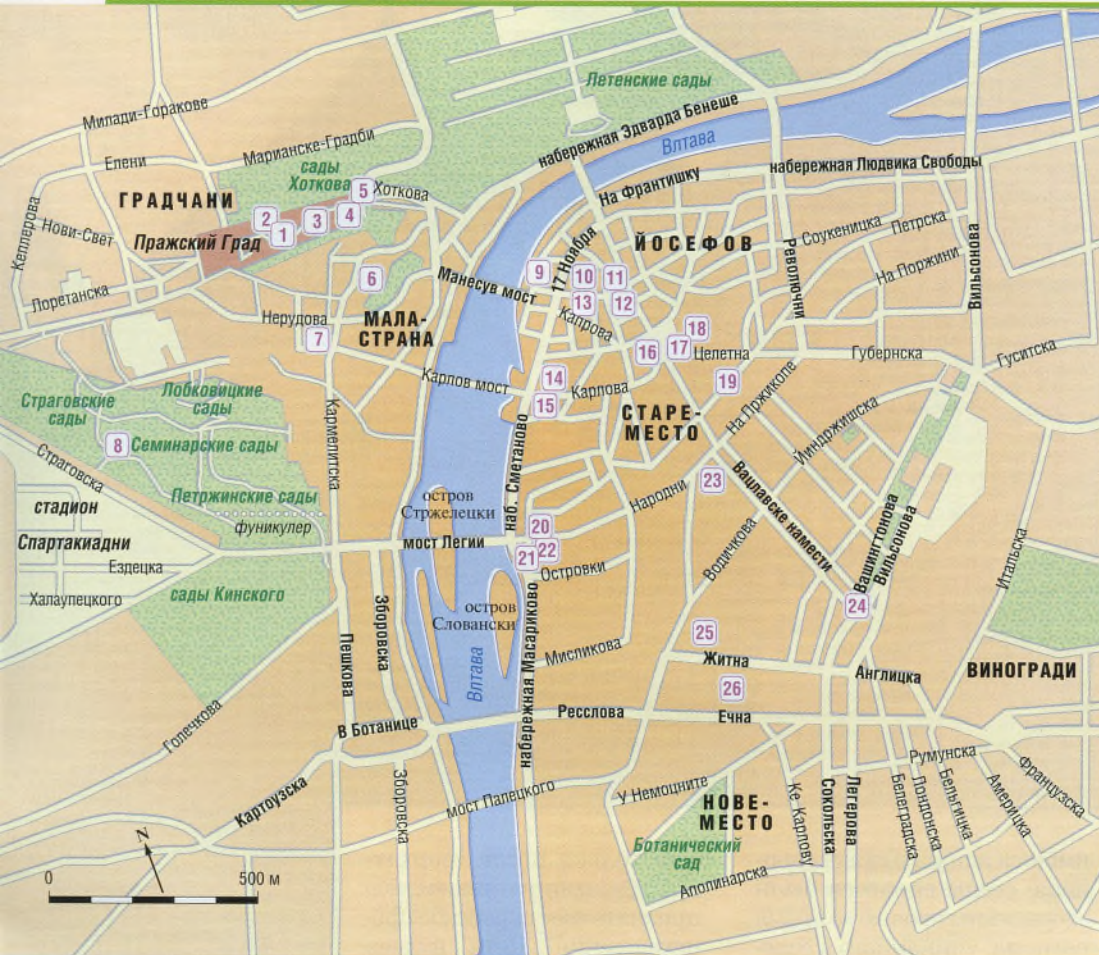 Летенские сады
Милади-Горакове
набережная Эдварда Бенеше
Влтава
Марианске-Градби
Елени
сады
Хоткова
5
Хоткова
набережная Людвика Свободы
На Франтишку
ГРАДЧАНИ
Кеплерова
Нови-Свет
2
1
3
4
Пражский Град
17 Ноября
ЙОСЕФОВ
Революючни
Соукеницка
Петрска
На Поржини
Вильсонова
Лоретанска
6
Манесув мост
9
10
11
13
12
Капрова
Нерудова
7
МАЛА-
СТРАНА
16
17
18
Целетна
Губернска
Гуситска
Карлов мост
14
Карлова
15
19
На Пржикопе
Йиндржишска
СТАРЕ-
МЕСТО
Страговские
сады
Лобковицкие
сады
8
Семинарские сады
Кармелитска
наб. Сметаново
Страговска
Петржинские сады
фуникулер
остров
Стржелецки
Народни
23
Вацлавске намести
стадион
Спартакиадни
мост Легии
20
21
22
Островки
Водичкова
Вашингтонова
Вильсонова
Итальска
Ездецка
Халаупецкого
сады Кинского
остров
Словански
24
Пешкова
Зборовска
Влтава
набережная Масариково
Мисликова
25
Житна
Англицка
ВИНОГРАДИ
26
Голечкова
В Ботанице
Ресслова
Ечна
Картоузска
Зборовска
мост Палецкого
У Немоцните
НОВЕ-
МЕСТО
Ке-Карлову
Сокольска
Легерова
Белеградска
Лондонска
Бельгицка
Америцка
Румунска
Французска
Ботанический
сад
Аполинарска
N
0
500 м